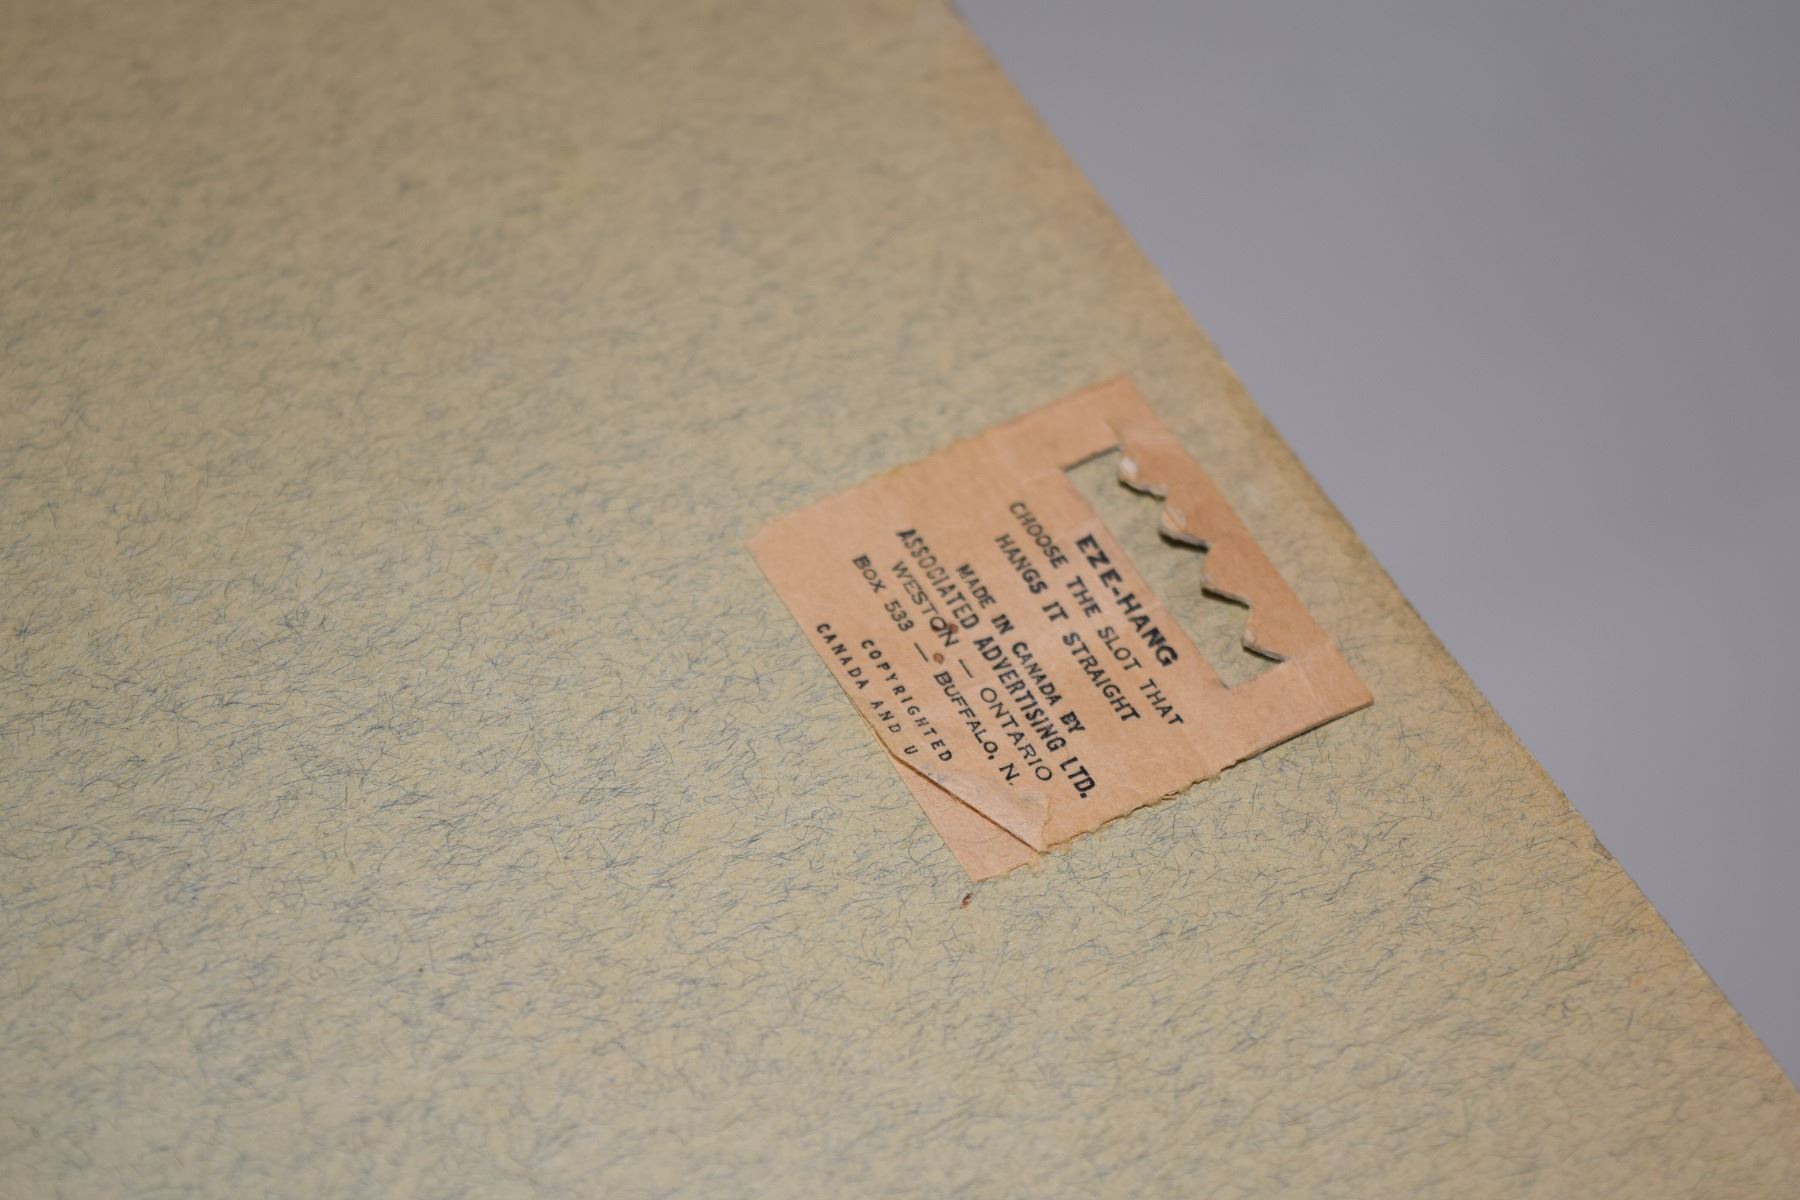 EZE-HANG
CHOOSE THE SLOT THAT
HANGS IT STRAIGHT
MADE IN CANADA BY
ASSOCIATED ADVERTISING LTD.
WESTON — ONTARIO
BOX 533 — BUFFALO, N.
COPYRIGHTED
CANADA AND U